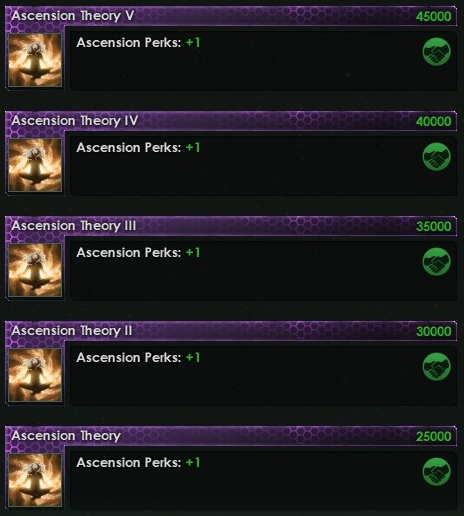 Ascension Theory V 45000
Ascension Perks: +1
Ascension Theory IV 40000
Ascension Perks: +1
Ascension Theory III 35000
Ascension Perks: +1
Ascension Theory II 30000
Ascension Perks: +1
Ascension Theory 25000
Ascension Perks: +1